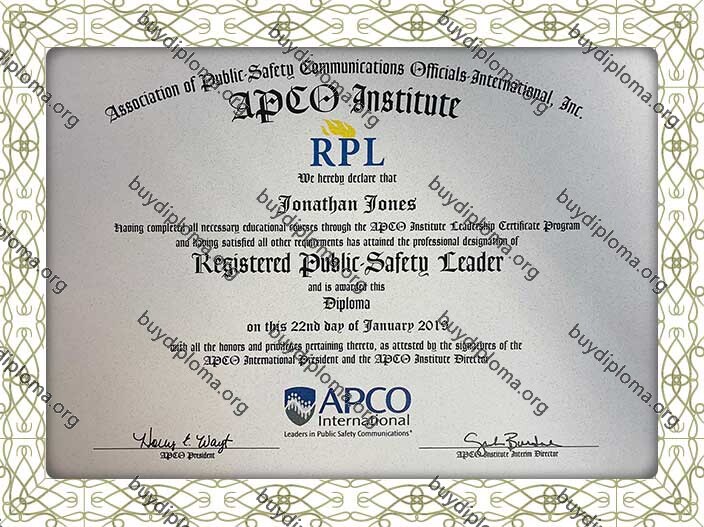 Association of Public-Safety Communications Officials-International, Inc.
APCO Institute
RPL
We hereby declare that
Jonathan Jones
Having completed all necessary educational courses through the APCO Institute Leadership Certificate Program
and having satisfied all other requirements has attained the professional designation of
Registered Public-Safety Leader
and is awarded this
Diploma
on this 22nd day of January 2019
with all the honors and privileges pertaining thereto, as attested by the signatures of the
APCO International President and the APCO Institute Director
APCO
International
Leaders in Public Safety Communications®
APCO President
APCO Institute Interim Director
buydiploma.org